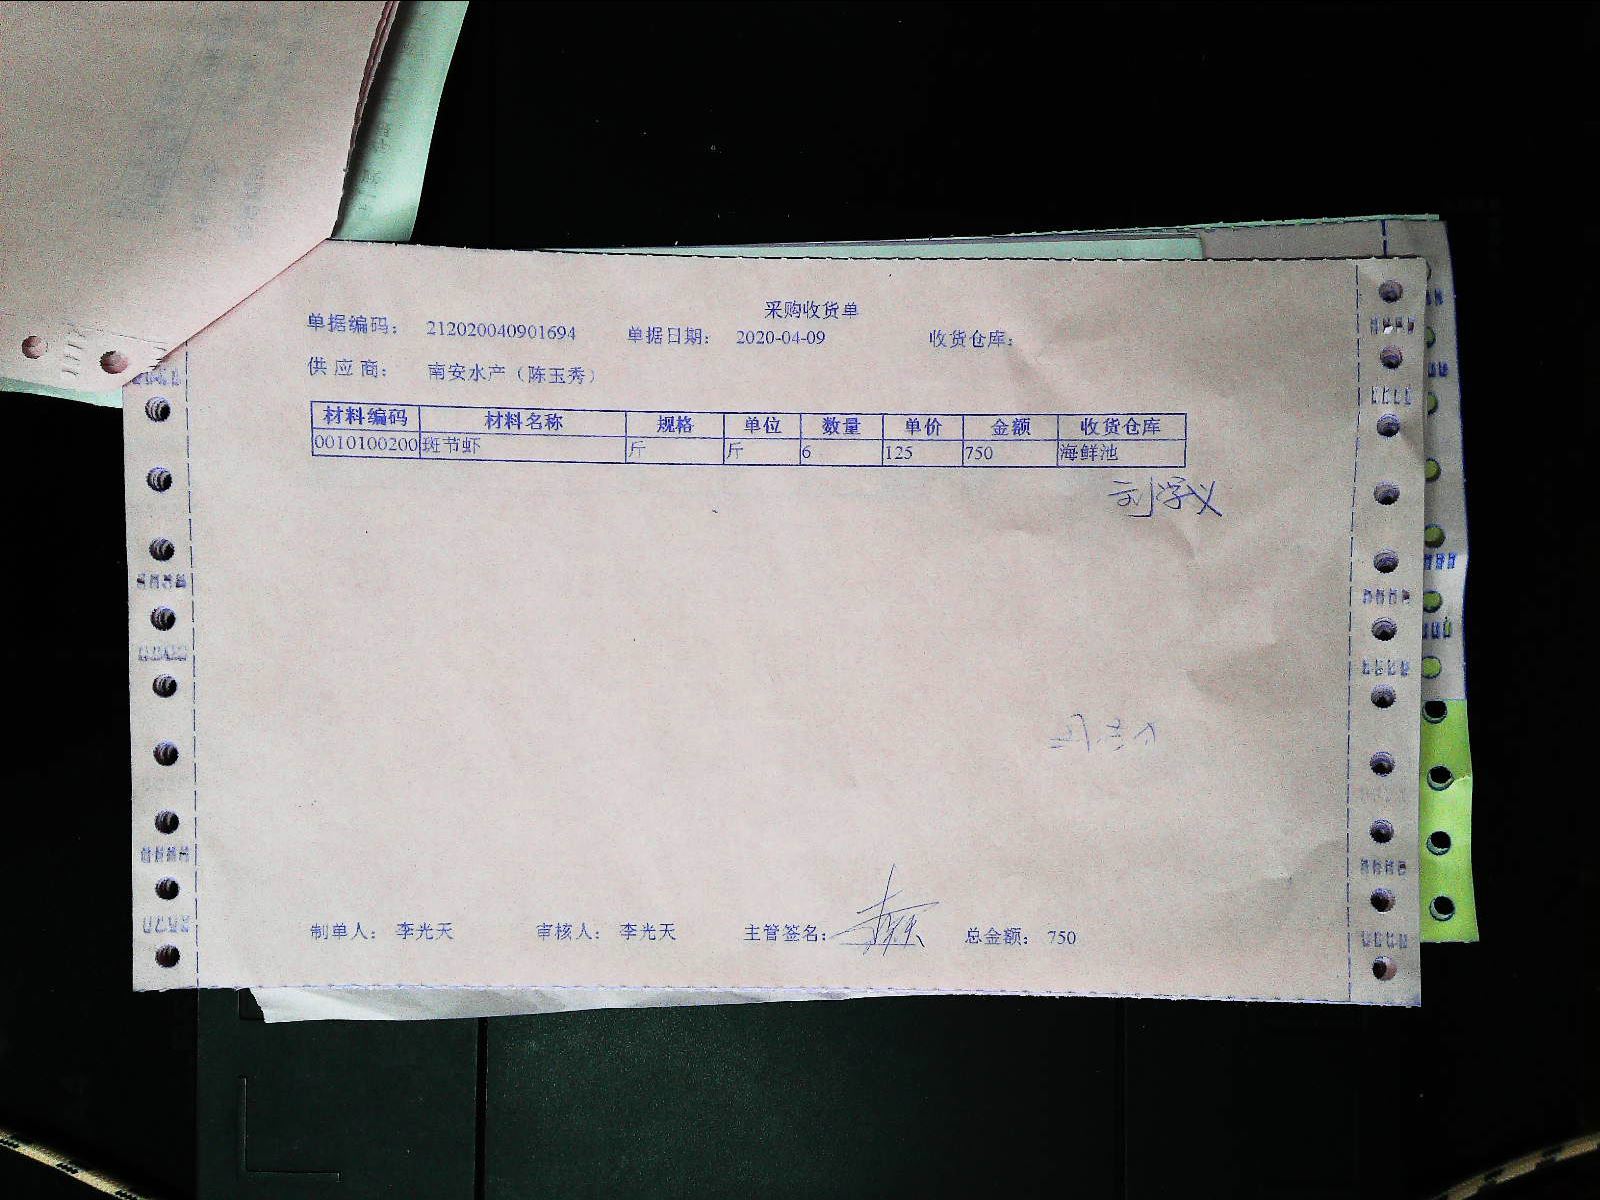 采购收货单
单据编码： 212020040901694 单据日期： 2020-04-09 收货仓库：
供 应 商： 南安水产（陈玉秀）
材料编码 材料名称 规格 单位 数量 单价 金额 收货仓库
0010100200 斑节虾 斤 斤 6 125 750 海鲜池
刘学义
制单人： 李光天 审核人： 李光天 主管签名： 总金额： 750